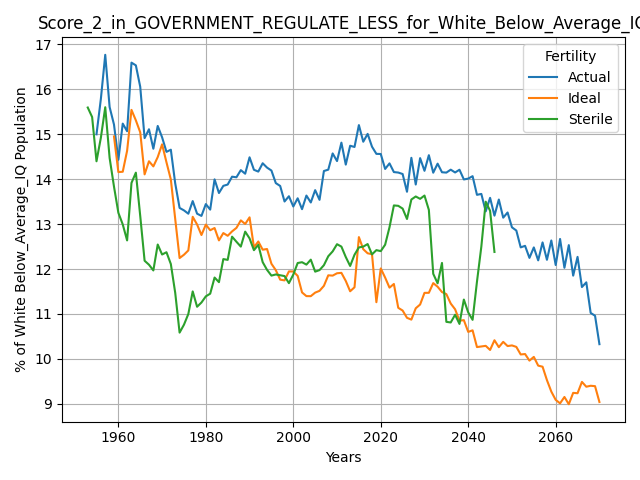 Score_2_in_GOVERNMENT_REGULATE_LESS_for_White_Below_Average_IQ
Fertility
Actual
Ideal
Sterile
% of White Below_Average_IQ Population
17
16
15
14
13
12
11
10
9
1960 1980 2000 2020 2040 2060
Years